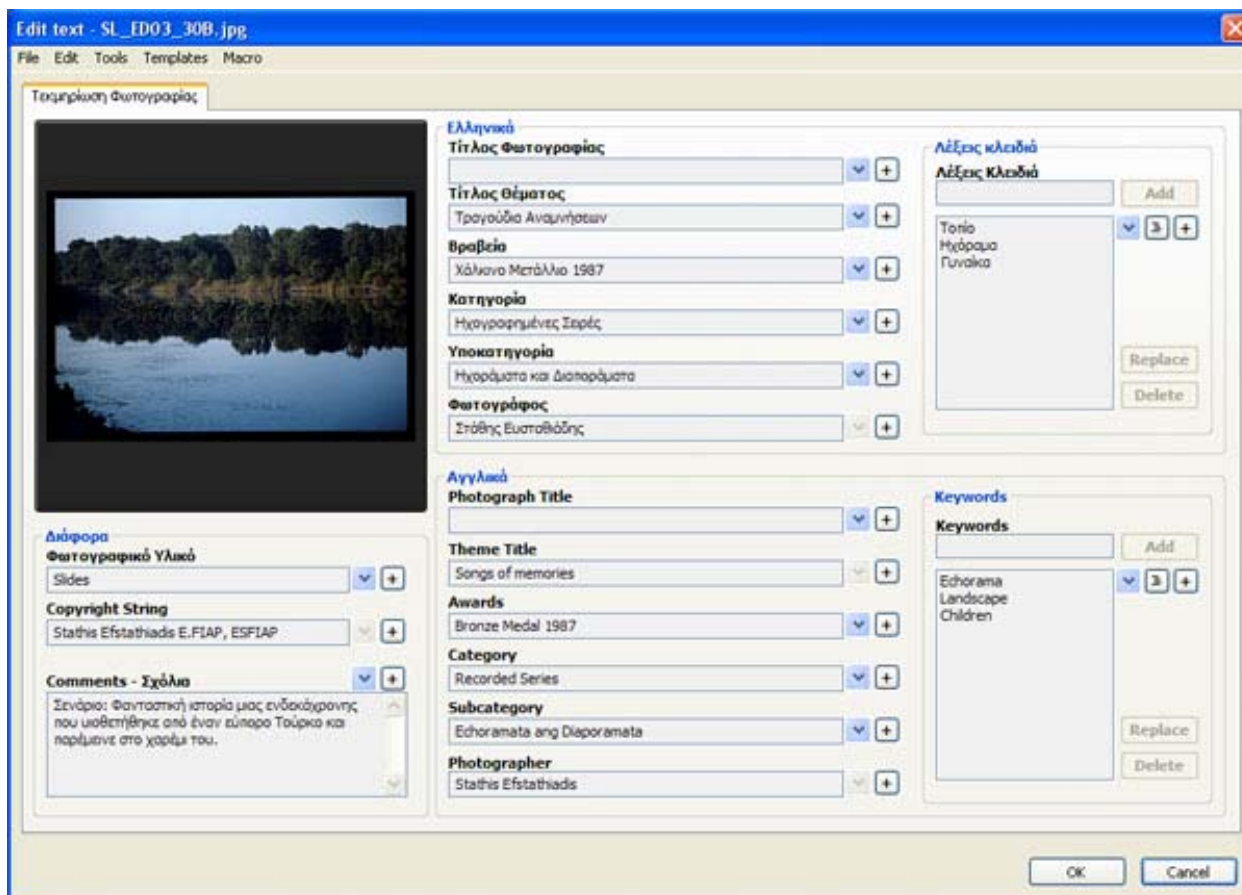 Edit text - SL_ED03_30B.jpg
File Edit Tools Templates Macro
Τεκμηρίωση Φωτογραφίας
Ελληνικά
Τίτλος Φωτογραφίας
Τίτλος Θέματος
Τραγούδια Αναμνήσεων
Βραβεία
Χάλκινο Μετάλλιο 1987
Κατηγορία
Ηχογραφημένες Σειρές
Υποκατηγορία
Ηχοράματα και Διαποράματα
Φωτογράφος
Στάθης Ευσταθιάδης
Λέξεις κλειδιά
Λέξεις Κλειδιά
Add
Τοπίο
Ηχόραμα
Γυναίκα
Replace
Delete
Διάφορα
Φωτογραφικό Υλικό
Slides
Copyright String
Stathis Efstathiadis E.FIAP, ESFIAP
Comments - Σχόλια
Σενάριο: Φανταστική ιστορία μιας ενδεκάχρονης
που υιοθετήθηκε από έναν εύπορο Τούρκο και
παρέμεινε στο χαρέμι του.
Αγγλικά
Photograph Title
Theme Title
Songs of memories
Awards
Bronze Medal 1987
Category
Recorded Series
Subcategory
Echoramata ang Diaporamata
Photographer
Stathis Efstathiadis
Keywords
Keywords
Add
Echorama
Landscape
Children
Replace
Delete
OK Cancel